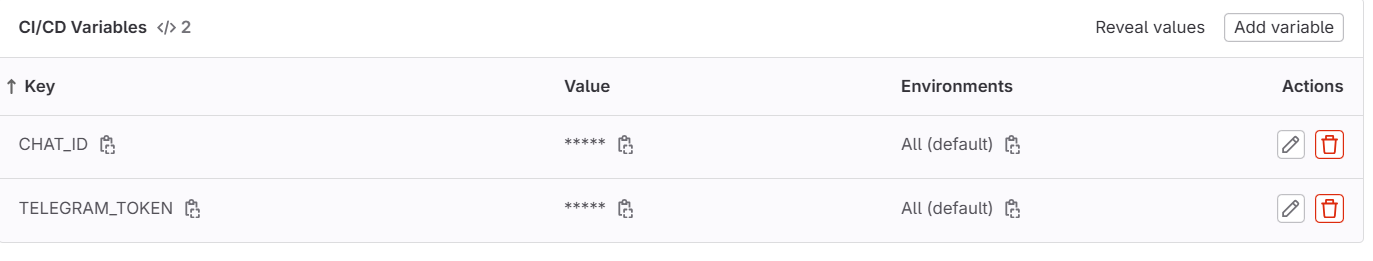 CI/CD Variables </> 2 Reveal values Add variable
↑ Key Value Environments Actions
CHAT_ID ***** All (default)
TELEGRAM_TOKEN ***** All (default)